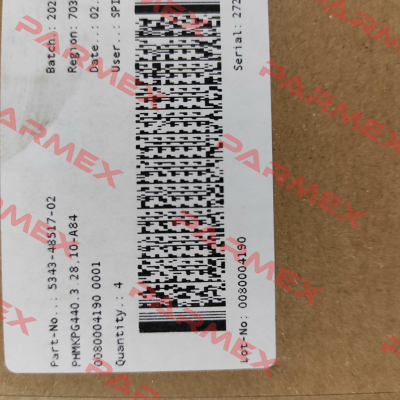 Part-No..: 5343-48517-02
PHMKPG440.3 28.10-A84
0080004190 0001
Quantity.: 4
Batch: 202
Region: 703
Date..: 02.
User..: SPI
Lot-No: 0080004190
Serial: 272
PARMEX
PARMEX
PARMEX
PARMEX